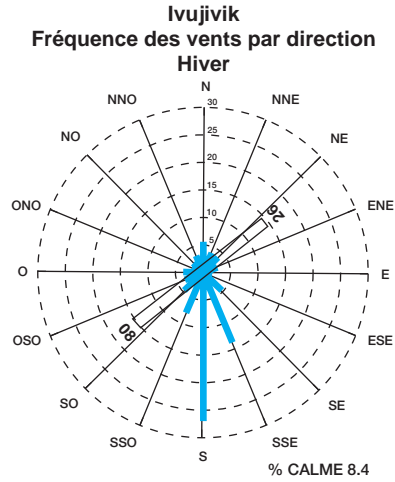 Ivujivik
Fréquence des vents par direction
Hiver
N
NNO
NNE
30
NO
25
NE
20
15
ONO
10
26
ENE
5
O
E
OSO
08
ESE
SO
SE
SSO
SSE
S
% CALME 8.4